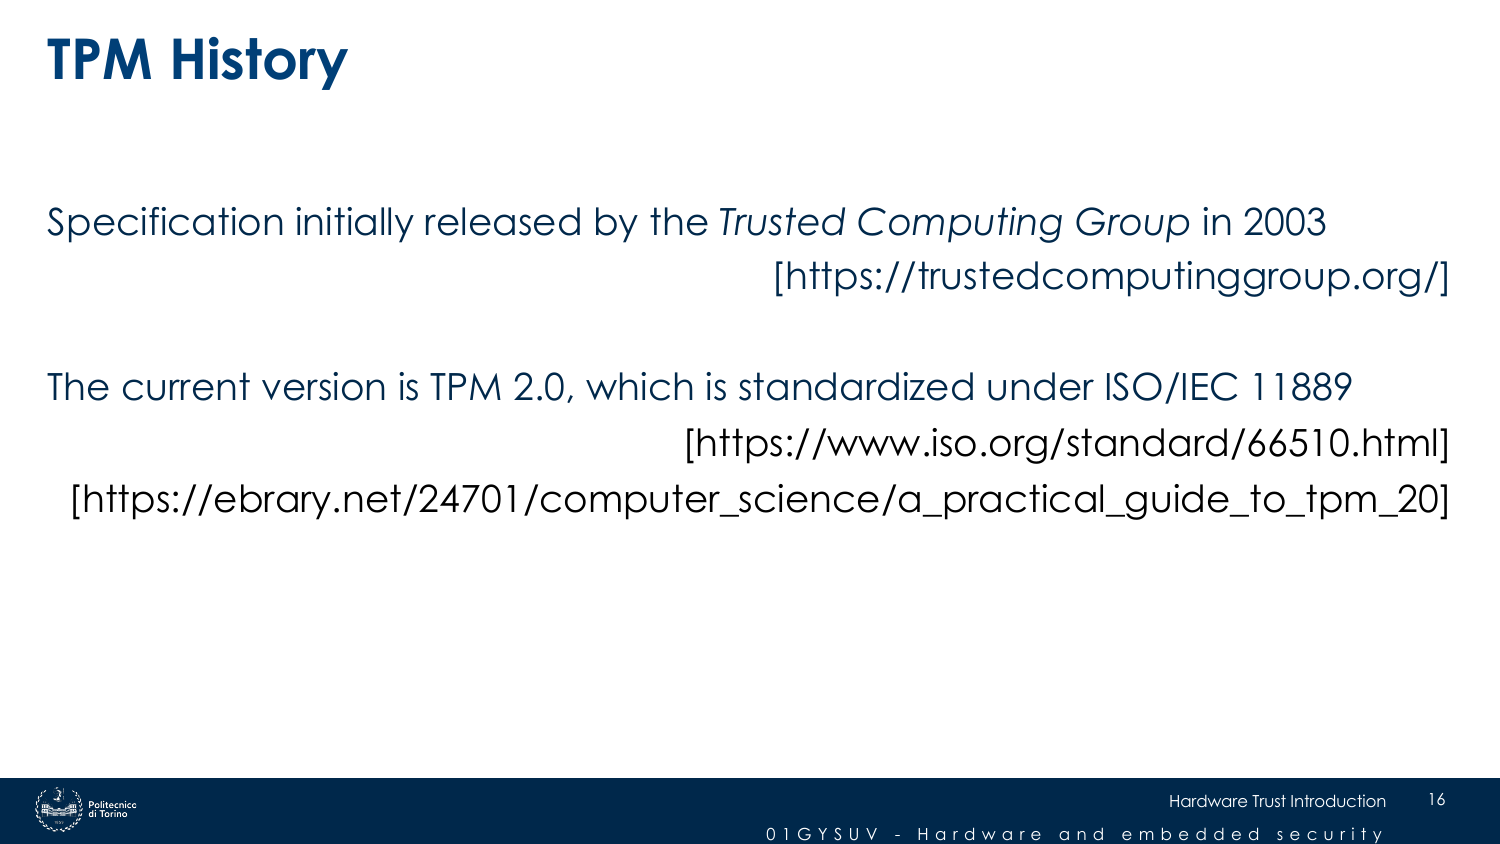 TPM History
Specification initially released by the Trusted Computing Group in 2003
[https://trustedcomputinggroup.org/]
The current version is TPM 2.0, which is standardized under ISO/IEC 11889
[https://www.iso.org/standard/66510.html]
[https://ebrary.net/24701/computer_science/a_practical_guide_to_tpm_20]
Politecnico
di Torino
Hardware Trust Introduction
16
01GYSUV - Hardware and embedded security